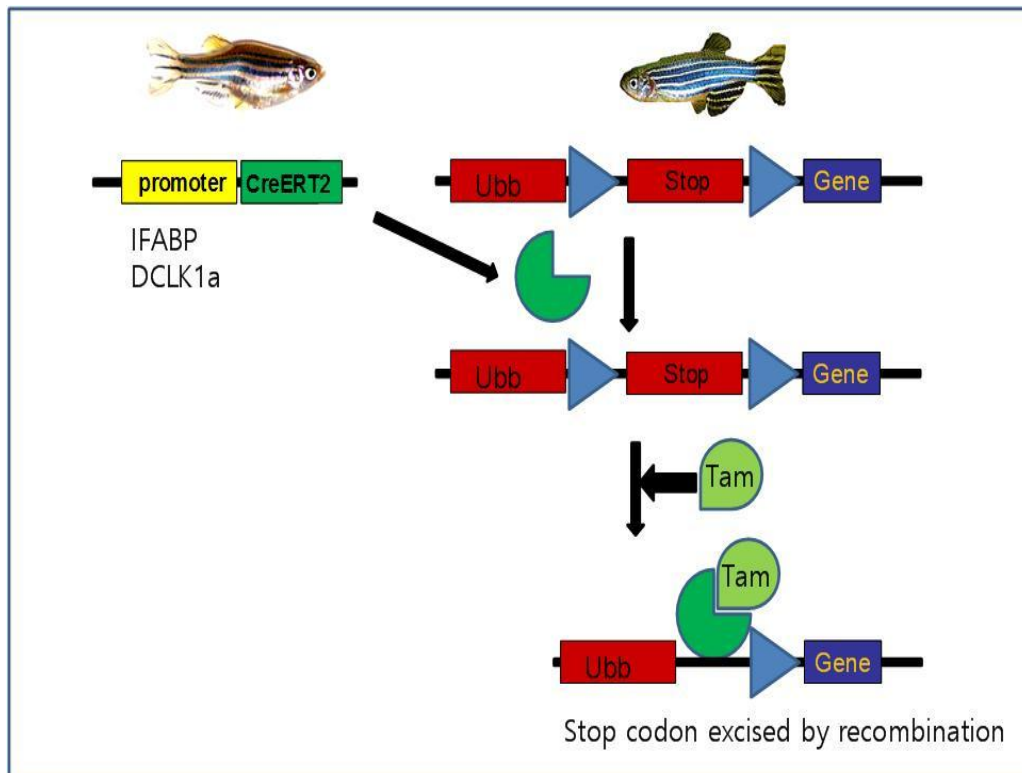 promoter CreERT2
IFABP
DCLK1a
Ubb Stop Gene
Ubb Stop Gene
Tam
Tam
Ubb Gene
Stop codon excised by recombination